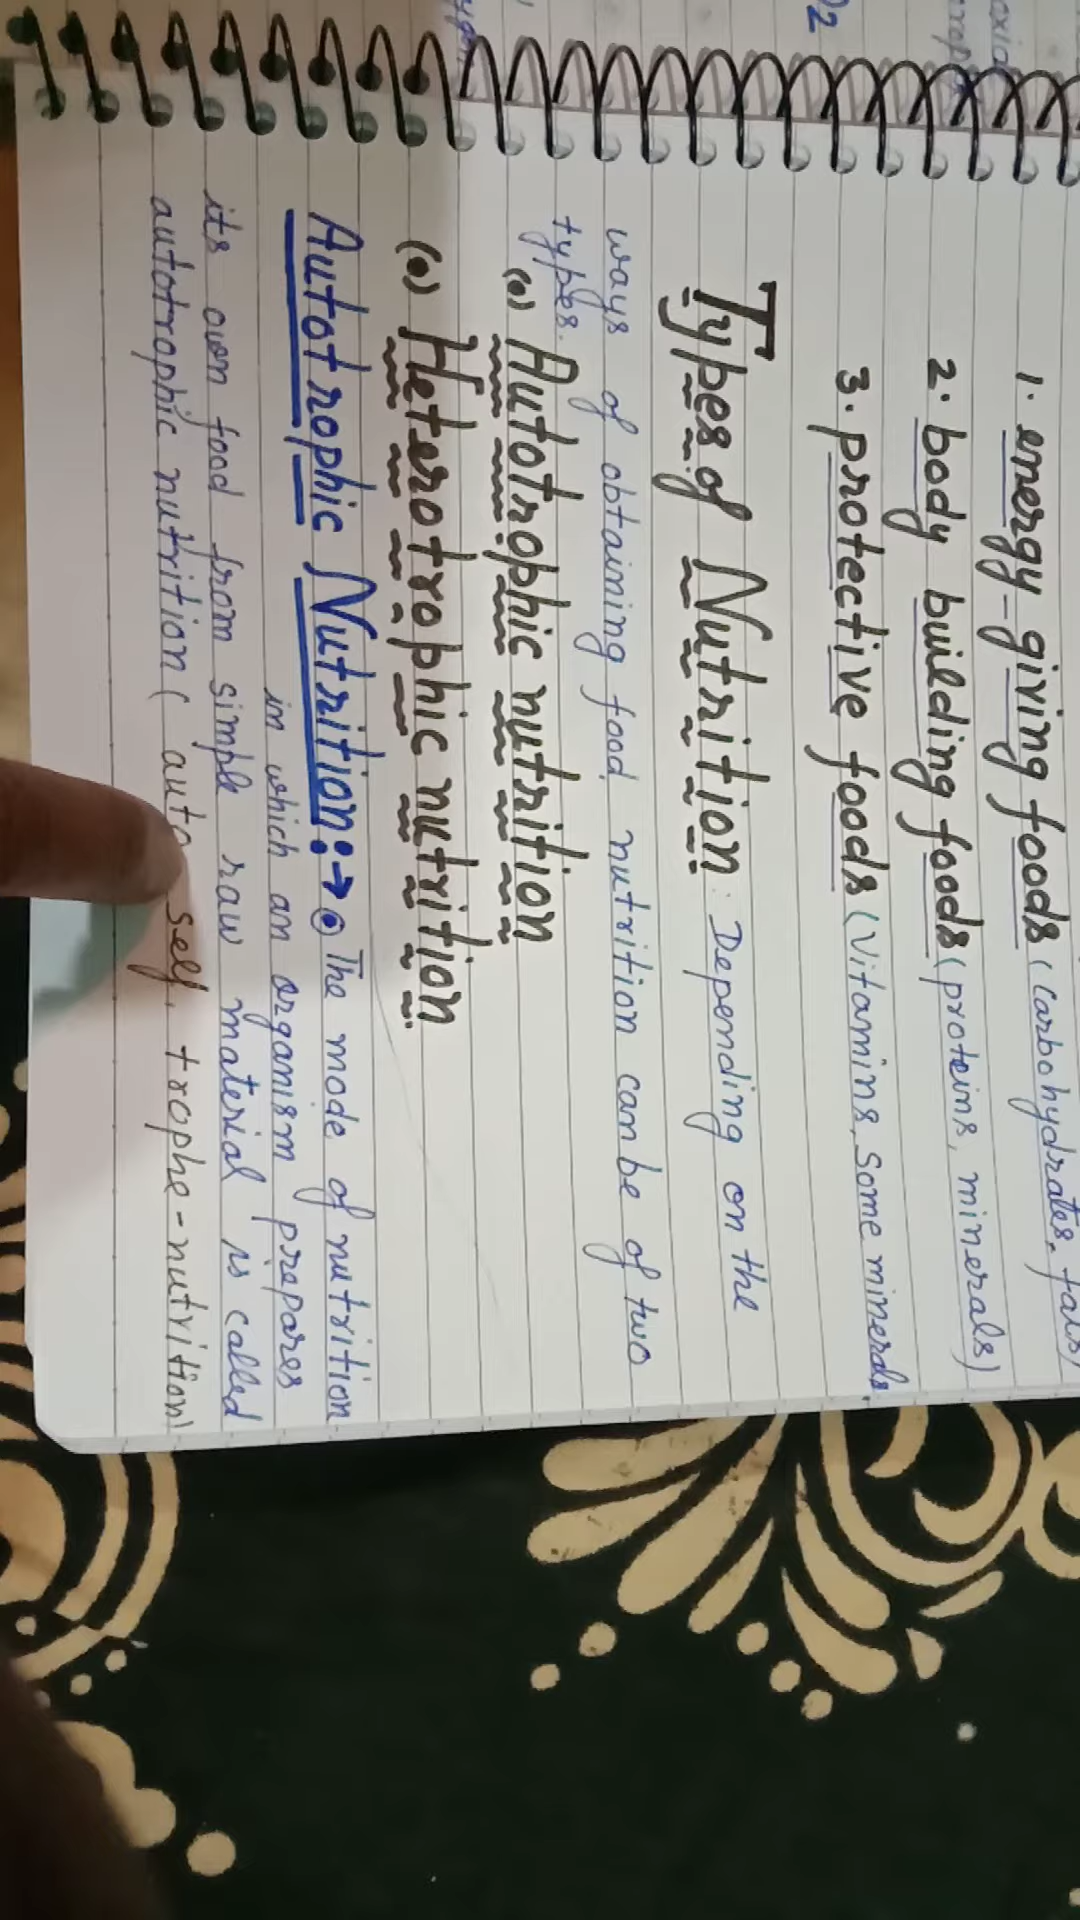 1. energy-giving foods (carbohydrates, fats)
2. body building foods (proteins, minerals)
3. protective foods (Vitamins, Some minerals.
Types of Nutrition: Depending on the
ways of obtaining food, nutrition can be of two
types.
(•) Autotrophic nutrition
(•) Heterotrophic nutrition
Autotrophic Nutrition:→ • The mode of nutrition
in which an organism prepares
its own food from simple raw material is called
autotrophic nutrition ( auto self, trophe-nutrition)